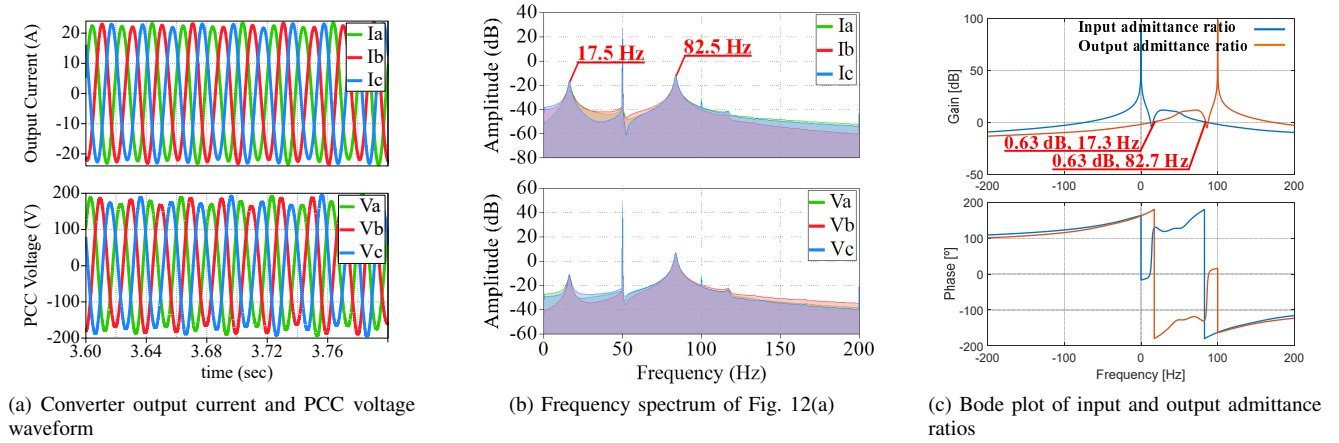 20
10
0
-10
-20
Output Current (A)
Ia
Ib
Ic
200
100
0
-100
-200
PCC Voltage (V)
Va
Vb
Vc
3.60 3.64 3.68 3.72 3.76
time (sec)
(a) Converter output current and PCC voltage
waveform
40
20
0
-20
-40
-60
-80
Amplitude (dB)
17.5 Hz
82.5 Hz
Ia
Ib
Ic
60
40
20
0
-20
-40
60
Amplitude (dB)
Va
Vb
Vc
0 50 100 150 200
Frequency (Hz)
(b) Frequency spectrum of Fig. 12(a)
100
50
0
-50
Gain [dB]
Input admittance ratio
Output admittance ratio
0.63 dB, 17.3 Hz
0.63 dB, 82.7 Hz
-200 -100 0 100 200
200
100
0
-100
200
Phase [°]
-200 -100 0 100 200
Frequency [Hz]
(c) Bode plot of input and output admittance
ratios